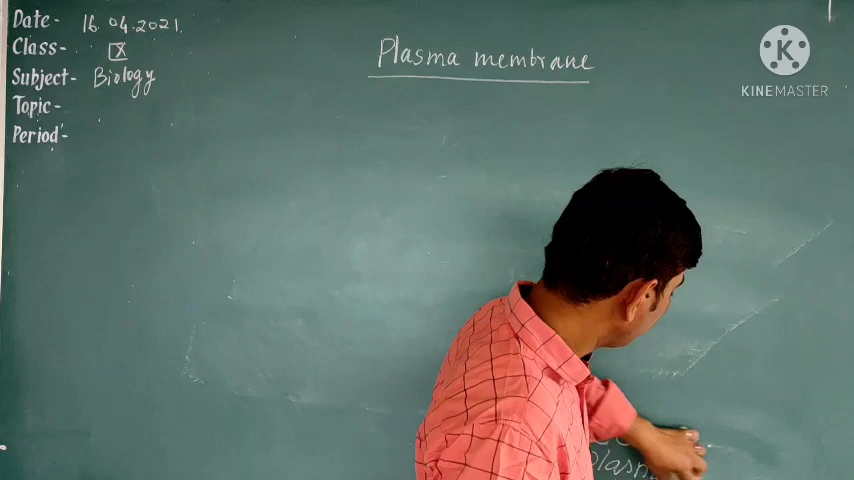 Date- 16.04.2021.
Class- IX
Subject- Biology
Topic-
Period-
Plasma membrane
K
KINEMASTER